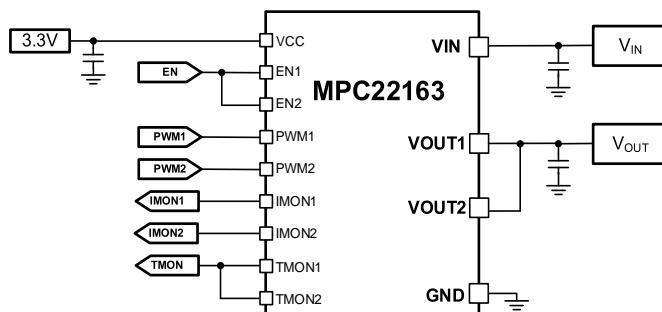 3.3V
VCC
EN
EN1
EN2
PWM1
PWM1
PWM2
PWM2
IMON1
IMON1
IMON2
IMON2
TMON
TMON1
TMON2
MPC22163
VIN
VIN
VOUT1
VOUT
VOUT2
GND